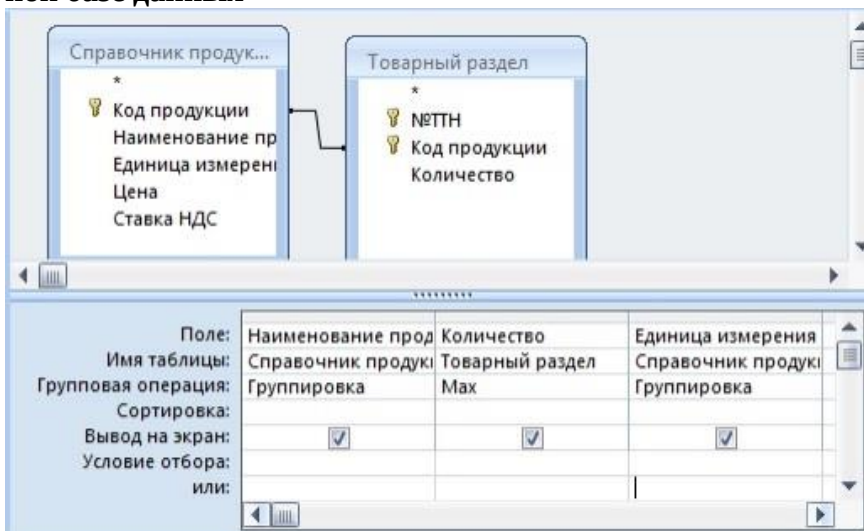 Справочник продук...
*
Код продукции
Наименование пр
Единица измерен
Цена
Ставка НДС
Товарный раздел
*
№ТТН
Код продукции
Количество
Поле: Наименование прод Количество Единица измерения
Имя таблицы: Справочник продук Товарный раздел Справочник продук
Групповая операция: Группировка Max Группировка
Сортировка:
Вывод на экран:
Условие отбора:
или: